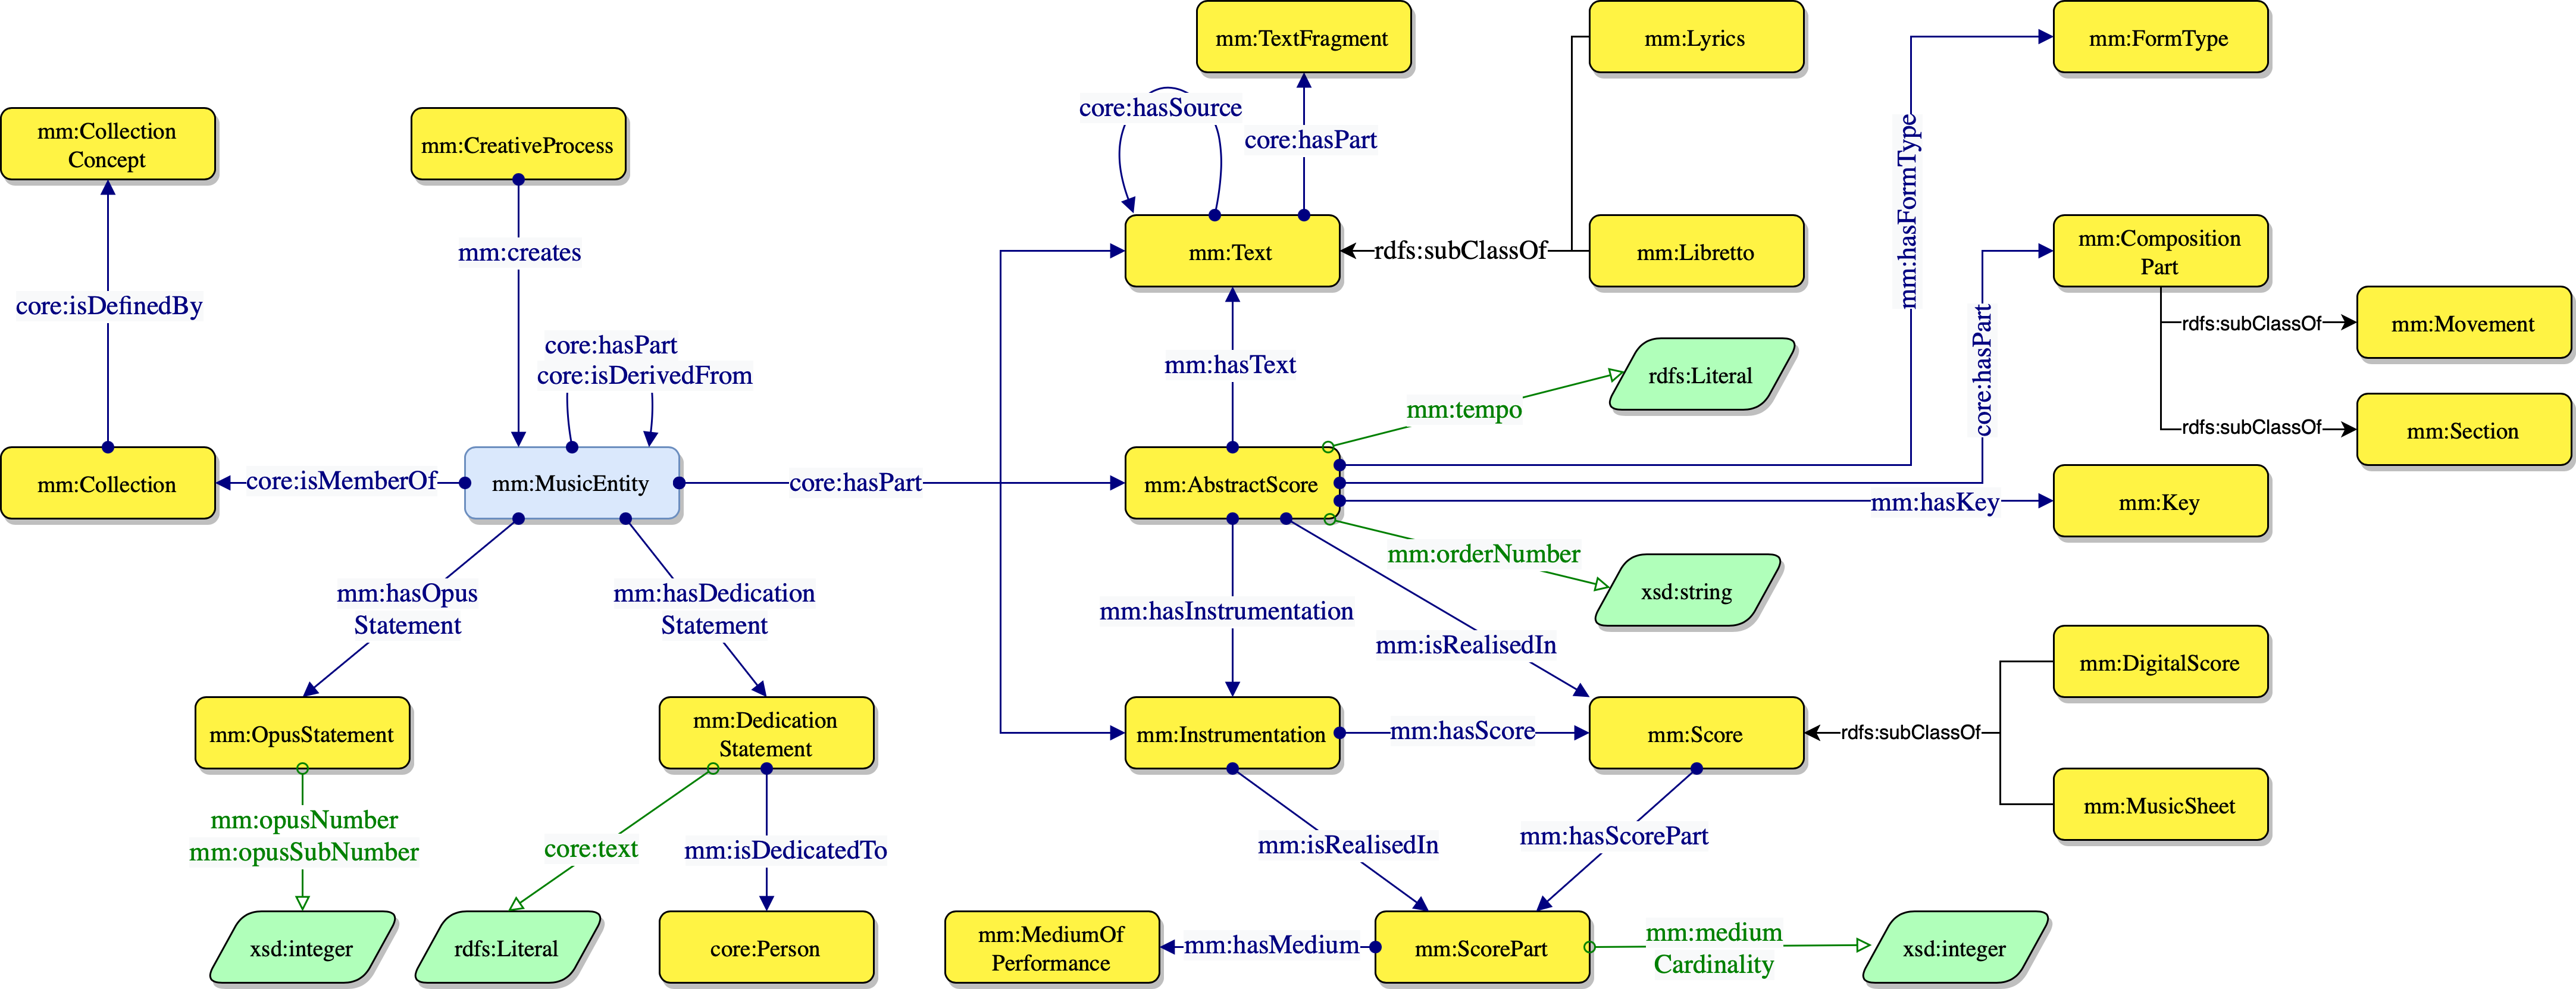 mm:TextFragment
mm:Lyrics
mm:FormType
core:hasSource
core:hasPart
mm:Collection
Concept
mm:CreativeProcess
mm:hasFormType
mm:creates
mm:Text
rdfs:subClassOf
mm:Libretto
mm:Composition
Part
core:isDefinedBy
core:hasPart
core:isDerivedFrom
mm:hasText
rdfs:Literal
mm:tempo
core:hasPart
rdfs:subClassOf
mm:Movement
rdfs:subClassOf
mm:Section
mm:Collection
core:isMemberOf
mm:MusicEntity
core:hasPart
mm:AbstractScore
mm:hasKey
mm:Key
mm:orderNumber
xsd:string
mm:hasOpus
Statement
mm:hasDedication
Statement
mm:hasInstrumentation
mm:isRealisedIn
mm:DigitalScore
mm:OpusStatement
mm:Dedication
Statement
mm:Instrumentation
mm:hasScore
mm:Score
rdfs:subClassOf
mm:MusicSheet
mm:opusNumber
mm:opusSubNumber
core:text
mm:isDedicatedTo
mm:isRealisedIn
mm:hasScorePart
xsd:integer
rdfs:Literal
core:Person
mm:MediumOf
Performance
mm:hasMedium
mm:ScorePart
mm:medium
Cardinality
xsd:integer